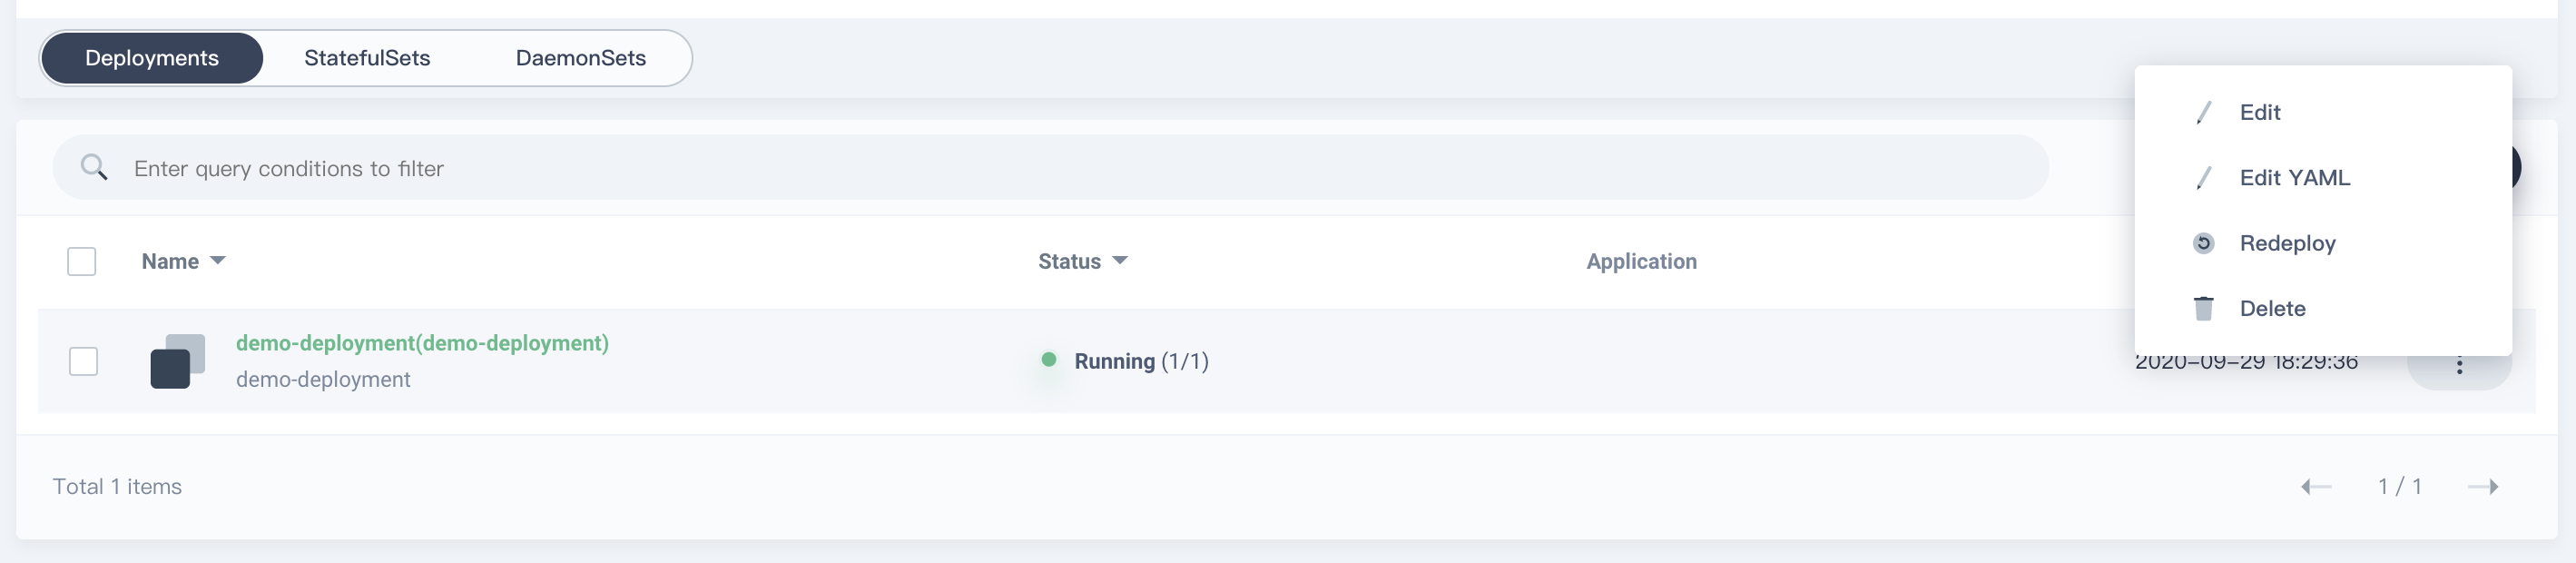 Deployments StatefulSets DaemonSets
Enter query conditions to filter
Name Status Application
demo-deployment(demo-deployment)
demo-deployment
Running (1/1)
2020-09-29 18:29:36
Edit
Edit YAML
Redeploy
Delete
Total 1 items
1 / 1